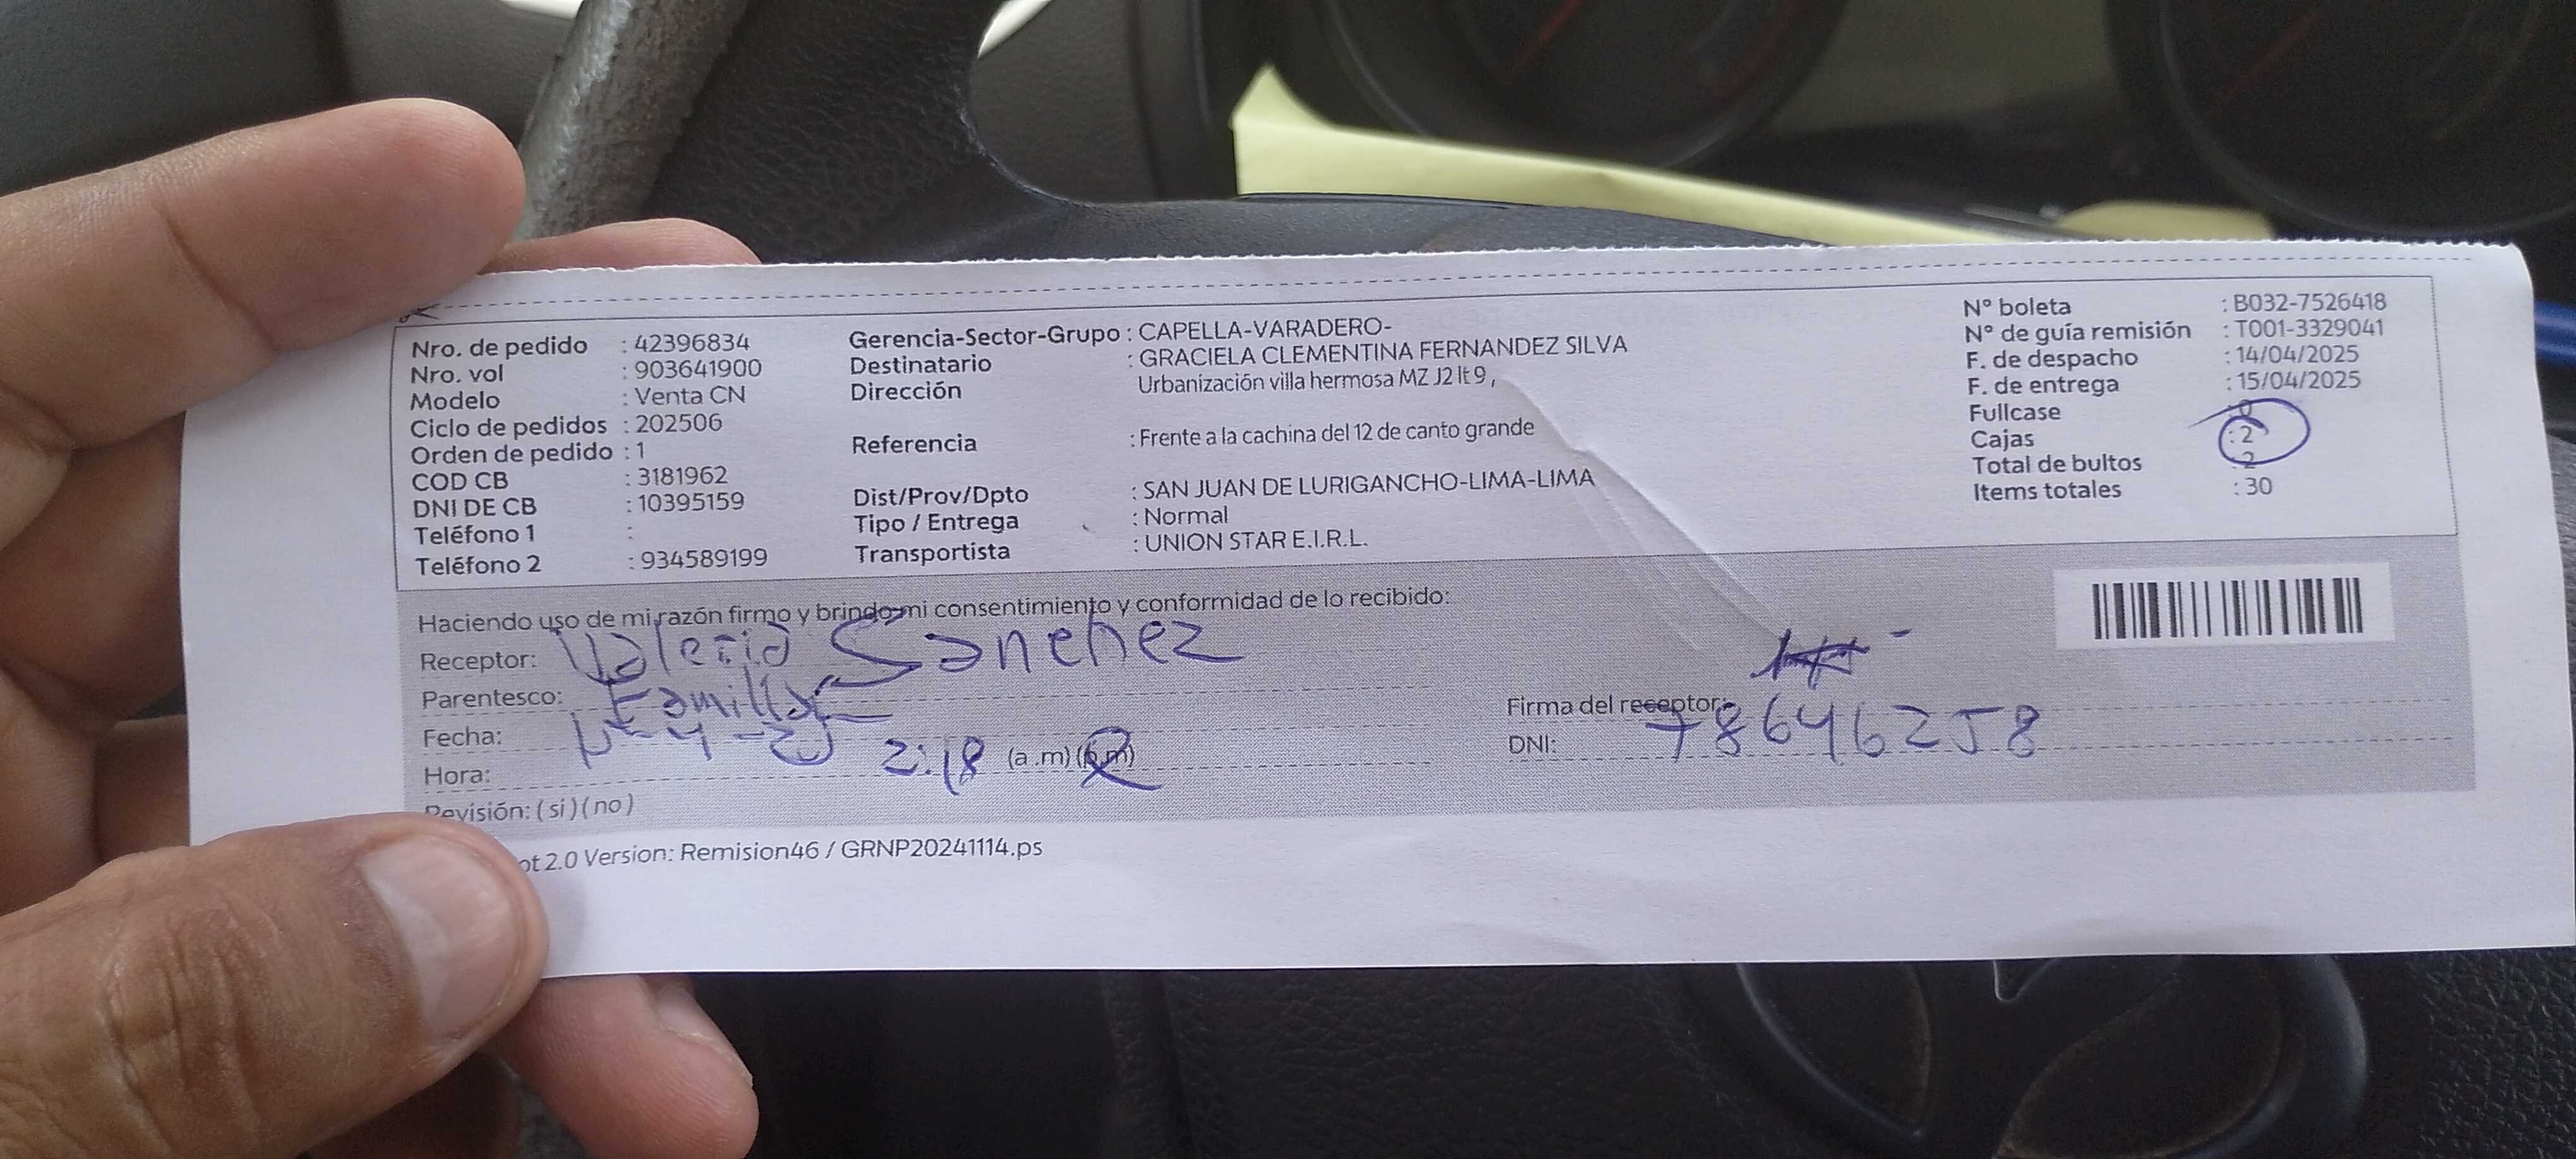 Nro. de pedido : 42396834
Nro. vol : 903641900
Modelo : Venta CN
Ciclo de pedidos : 202506
Orden de pedido : 1
COD CB : 3181962
DNI DE CB : 10395159
Teléfono 1 :
Teléfono 2 : 934589199
Gerencia-Sector-Grupo : CAPELLA-VARADERO-
Destinatario : GRACIELA CLEMENTINA FERNANDEZ SILVA
Dirección Urbanización villa hermosa MZ J2 lt 9 ,
Referencia : Frente a la cachina del 12 de canto grande
Dist/Prov/Dpto : SAN JUAN DE LURIGANCHO-LIMA-LIMA
Tipo / Entrega : Normal
Transportista : UNION STAR E.I.R.L.
N° boleta : B032-7526418
N° de guía remisión : T001-3329041
F. de despacho : 14/04/2025
F. de entrega : 15/04/2025
Fullcase : 0
Cajas : 2
Total de bultos : 2
Items totales : 30
Haciendo uso de mi razón firmo y brindo mi consentimiento y conformidad de lo recibido:
Receptor: Valeria Sanchez
Parentesco: Familiar
Fecha:
Hora: 2:18 (a .m) (p.m)
Revisión: ( si ) ( no )
Firma del receptor:
DNI: 78646258
ot 2.0 Version: Remision46 / GRNP20241114.ps